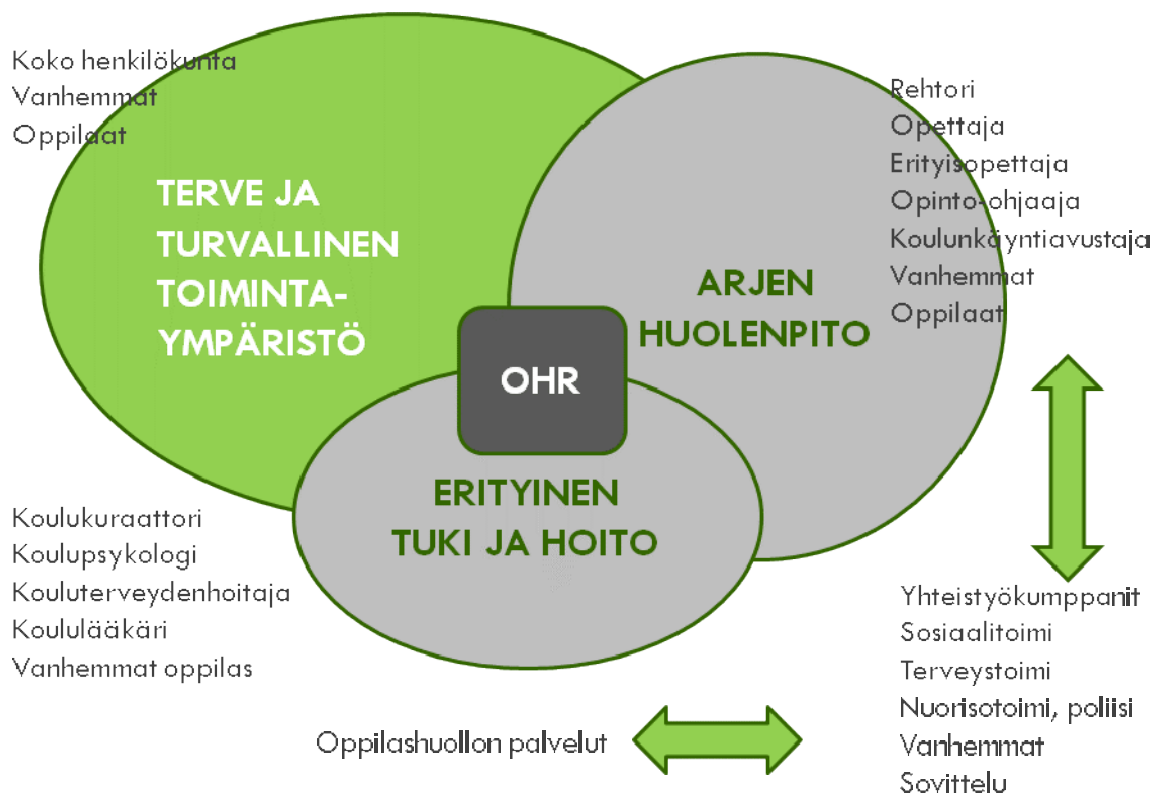 Koko henkilökunta
Vanhemmat
Oppilaat
TERVE JA
TURVALLINEN
TOIMINTA-
YMPÄRISTÖ
Rehtori
Opettaja
Erityisopettaja
Opinto-ohjaaja
Koulunkäyntiavustaja
Vanhemmat
Oppilaat
ARJEN
HUOLENPITO
OHR
ERITYINEN
TUKI JA HOITO
Koulukuraattori
Koulupsykologi
Kouluterveydenhoitaja
Koululääkäri
Vanhemmat oppilas
Yhteistyökumppanit
Sosiaalitoimi
Terveystoimi
Nuorisotoimi, poliisi
Vanhemmat
Sovittelu
Oppilashuollon palvelut